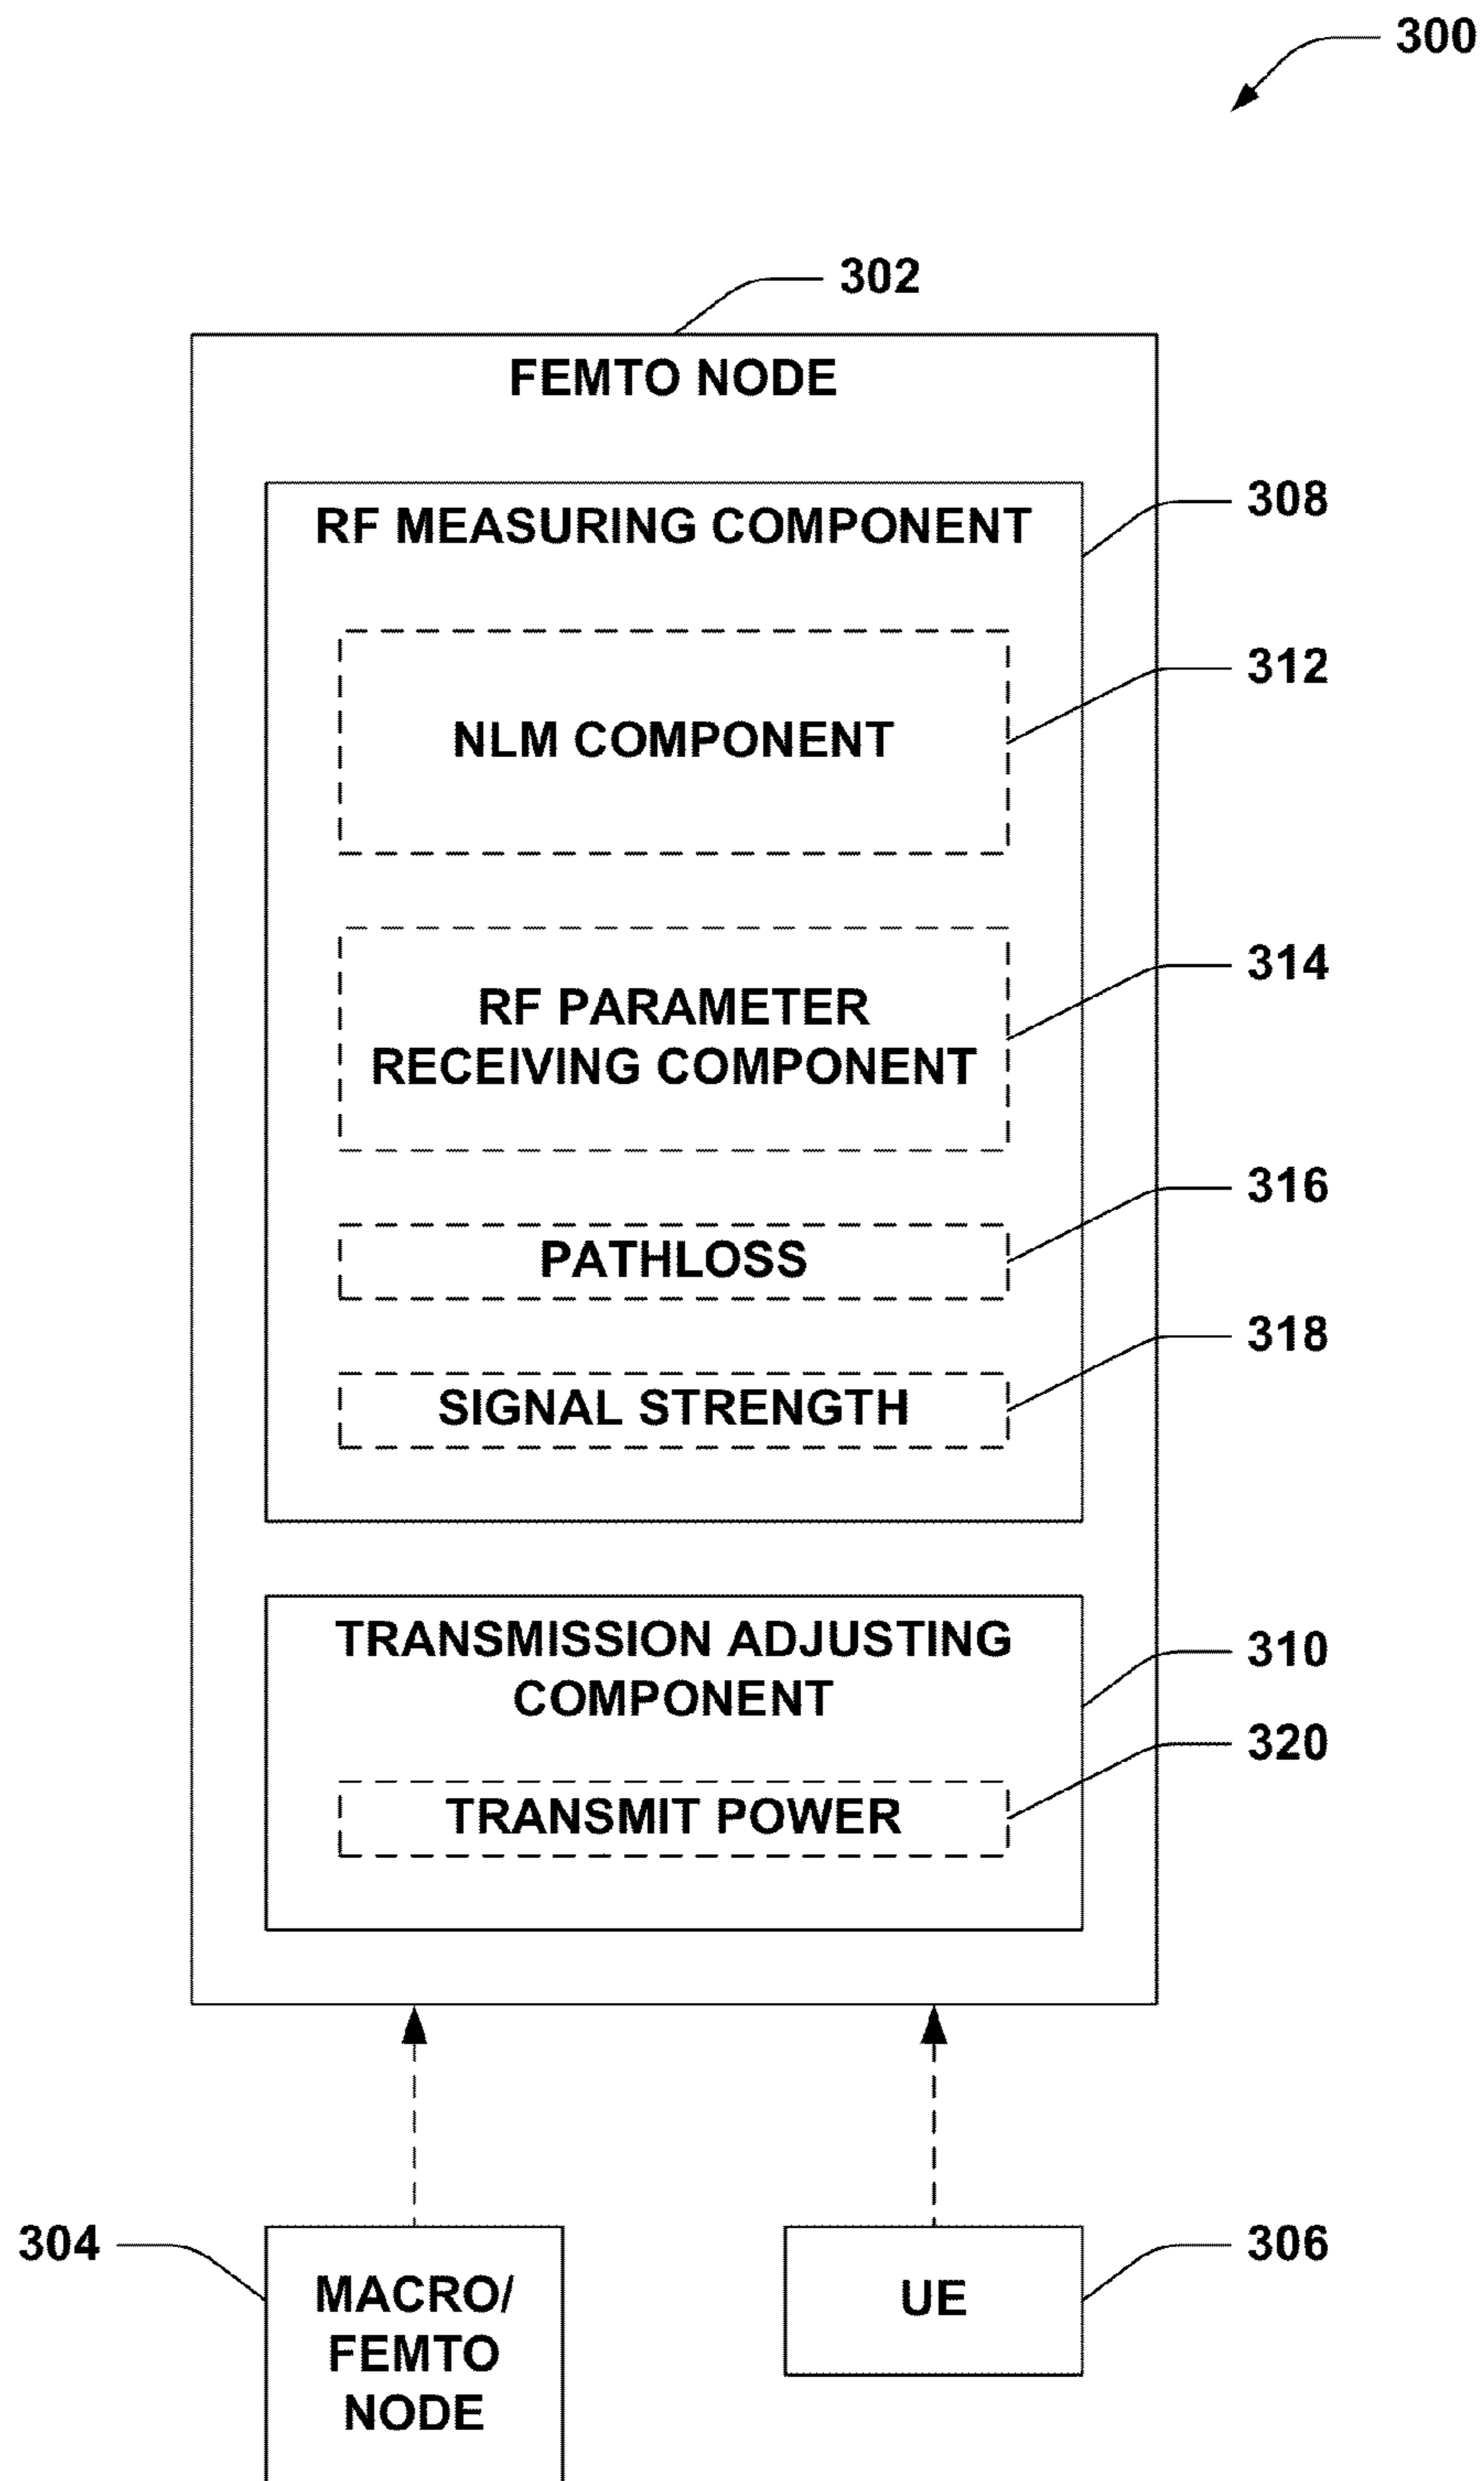 300
302
FEMTO NODE
308
RF MEASURING COMPONENT
312
NLM COMPONENT
314
RF PARAMETER
RECEIVING COMPONENT
316
PATHLOSS
318
SIGNAL STRENGTH
310
TRANSMISSION ADJUSTING
COMPONENT
320
TRANSMIT POWER
304
MACRO/
FEMTO
NODE
306
UE